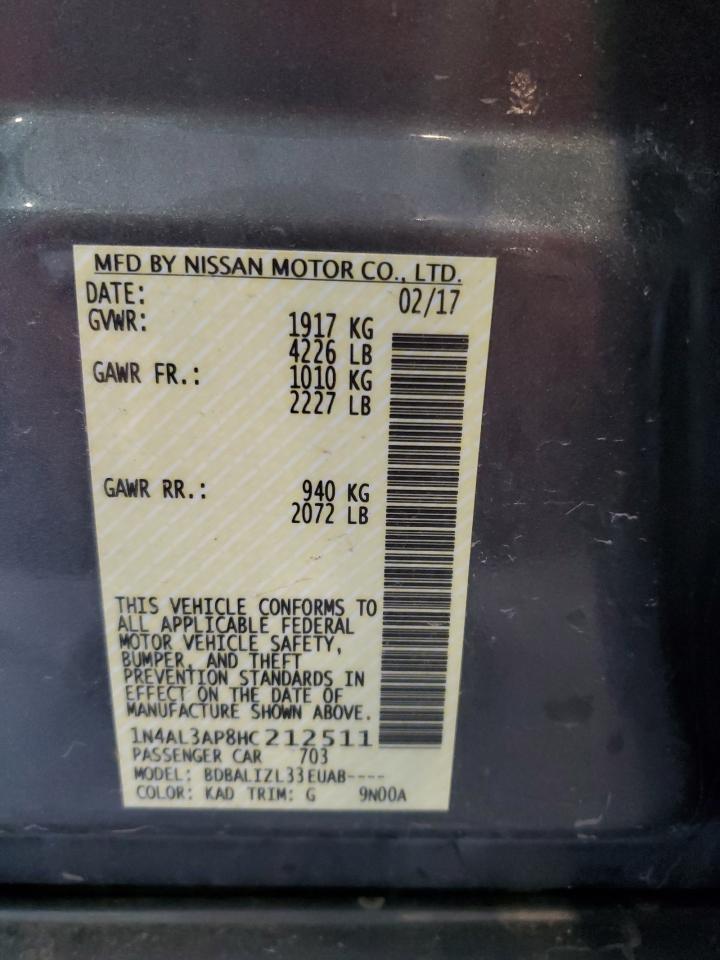 MFD BY NISSAN MOTOR CO., LTD.
DATE: 02/17
GVWR: 1917 KG
4226 LB
GAWR FR.: 1010 KG
2227 LB
GAWR RR.: 940 KG
2072 LB
THIS VEHICLE CONFORMS TO
ALL APPLICABLE FEDERAL
MOTOR VEHICLE SAFETY,
BUMPER, AND THEFT
PREVENTION STANDARDS IN
EFFECT ON THE DATE OF
MANUFACTURE SHOWN ABOVE.
1N4AL3AP8HC212511
PASSENGER CAR 703
MODEL: BDBALIZL33EUAB----
COLOR: KAD TRIM: G 9N00A